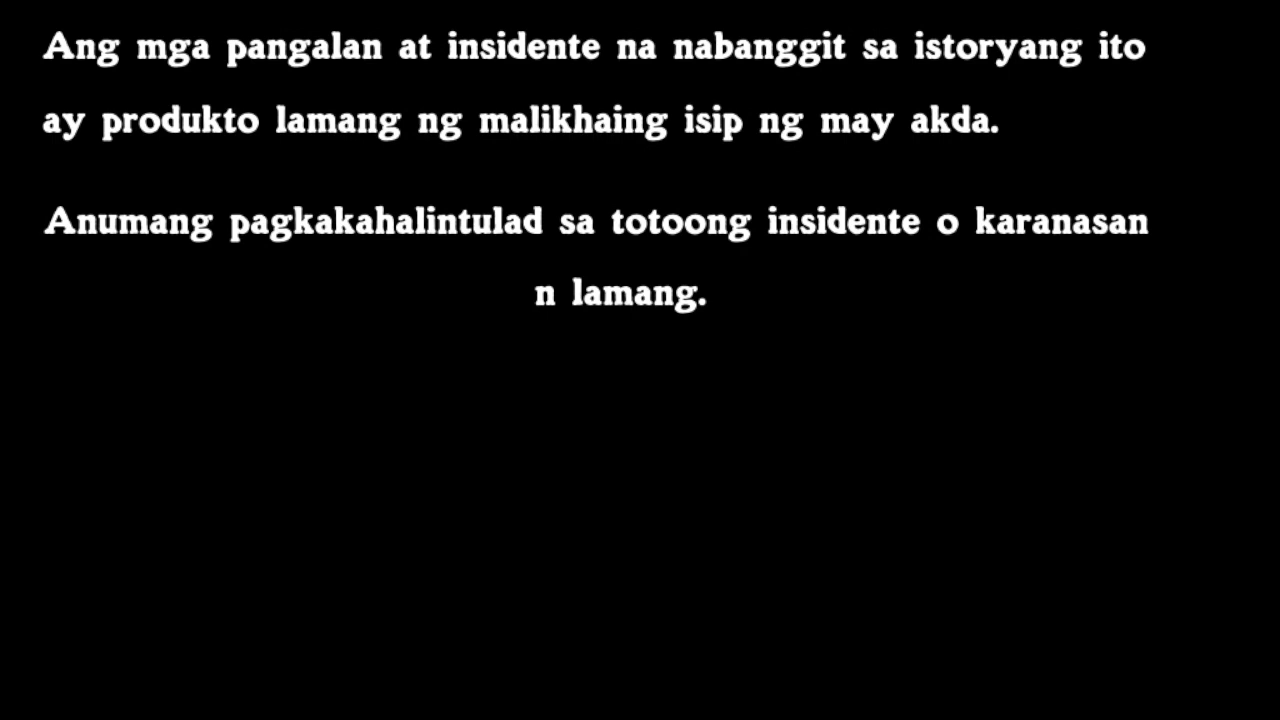 Ang mga pangalan at insidente na nabanggit sa istoryang ito
ay produkto lamang ng malikhaing isip ng may akda.
Anumang pagkakahalintulad sa totoong insidente o karanasan
n lamang.